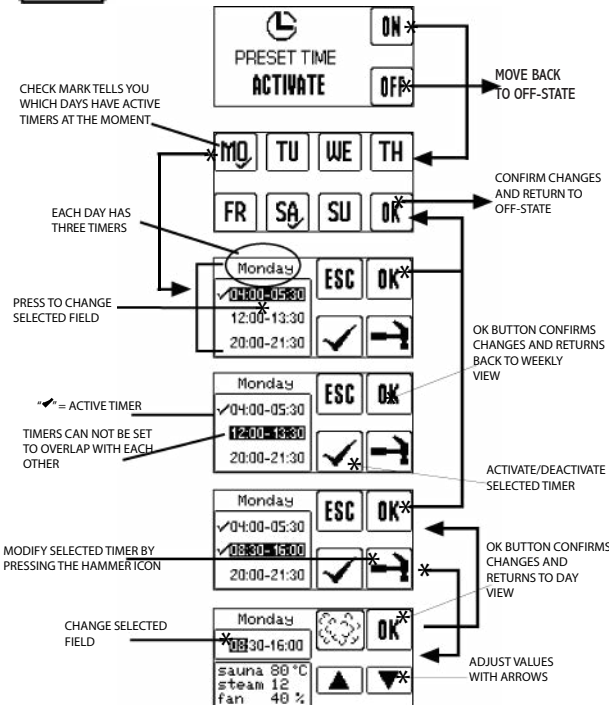 ON
PRESET TIME
ACTIVATE
OFF
MOVE BACK
TO OFF-STATE
CHECK MARK TELLS YOU
WHICH DAYS HAVE ACTIVE
TIMERS AT THE MOMENT
MO TU WE TH
FR SA SU OK
CONFIRM CHANGES
AND RETURN TO
OFF-STATE
EACH DAY HAS
THREE TIMERS
Monday
ESC OK
✓04:00-05:30
12:00-13:30
20:00-21:30
PRESS TO CHANGE
SELECTED FIELD
OK BUTTON CONFIRMS
CHANGES AND RETURNS
BACK TO WEEKLY
VIEW
Monday
ESC OK
✓04:00-05:30
12:00-13:30
20:00-21:30
"✔" = ACTIVE TIMER
TIMERS CAN NOT BE SET
TO OVERLAP WITH EACH
OTHER
ACTIVATE/DEACTIVATE
SELECTED TIMER
Monday
ESC OK
✓04:00-05:30
✓08:30-16:00
20:00-21:30
MODIFY SELECTED TIMER BY
PRESSING THE HAMMER ICON
OK BUTTON CONFIRMS
CHANGES AND
RETURNS TO DAY
VIEW
CHANGE SELECTED
FIELD
Monday
OK
08:30-16:00
sauna 80 °C
steam 12
fan 40 %
ADJUST VALUES
WITH ARROWS